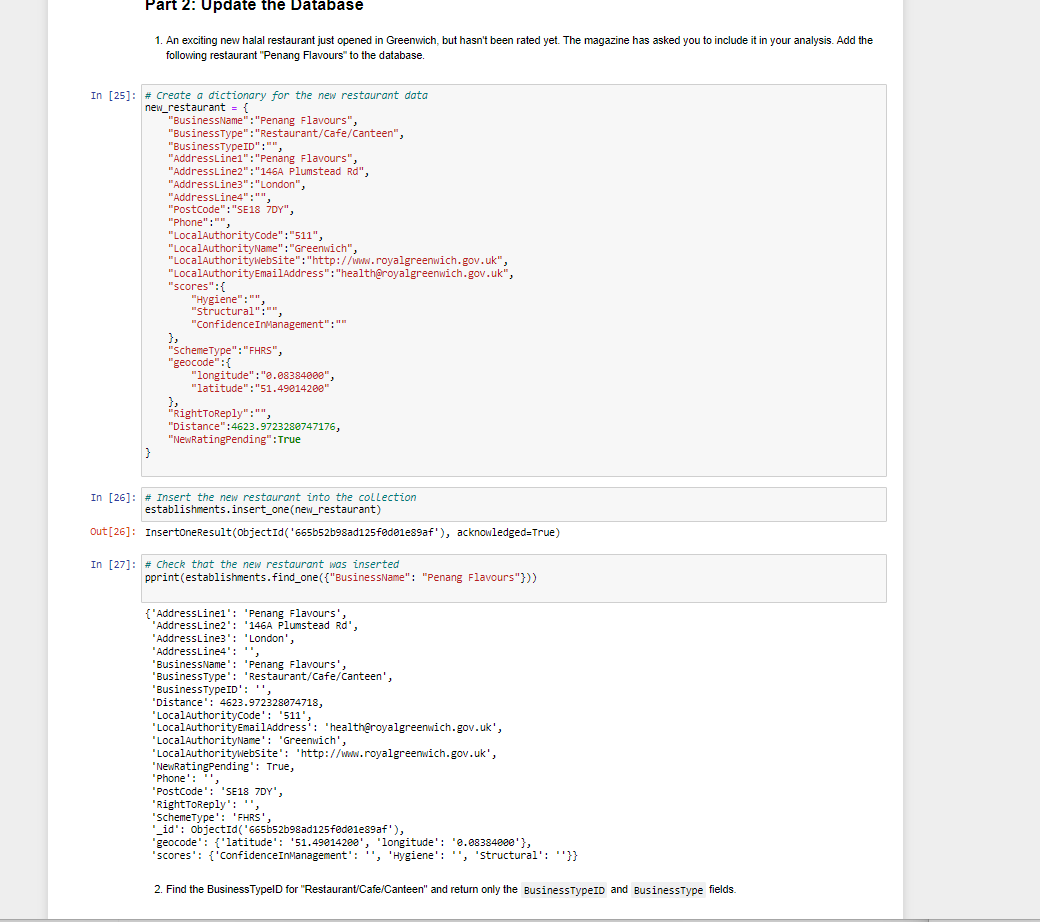 Part 2: Update the Database
1. An exciting new halal restaurant just opened in Greenwich, but hasn't been rated yet. The magazine has asked you to include it in your analysis. Add the
following restaurant "Penang Flavours" to the database.
In [25]: # Create a dictionary for the new restaurant data
new_restaurant = {
"BusinessName":"Penang Flavours",
"BusinessType":"Restaurant/Cafe/Canteen",
"BusinessTypeID":"",
"AddressLine1":"Penang Flavours",
"AddressLine2":"146A Plumstead Rd",
"AddressLine3":"London",
"AddressLine4":"",
"PostCode":"SE18 7DY",
"Phone":"",
"LocalAuthorityCode":"511",
"LocalAuthorityName":"Greenwich",
"LocalAuthorityWebSite":"http://www.royalgreenwich.gov.uk",
"LocalAuthorityEmailAddress":"health@royalgreenwich.gov.uk",
"scores":{
"Hygiene":"",
"Structural":"",
"ConfidenceInManagement":""
},
"SchemeType":"FHRS",
"geocode":{
"longitude":"0.08384000",
"latitude":"51.49014200"
},
"RightToReply":"",
"Distance":4623.9723280747176,
"NewRatingPending":True
}
In [26]: # Insert the new restaurant into the collection
establishments.insert_one(new_restaurant)
Out[26]: InsertOneResult(ObjectId('665b52b98ad125f0d01e89af'), acknowledged=True)
In [27]: # Check that the new restaurant was inserted
pprint(establishments.find_one({"BusinessName": "Penang Flavours"}))
{'AddressLine1': 'Penang Flavours',
'AddressLine2': '146A Plumstead Rd',
'AddressLine3': 'London',
'AddressLine4': '',
'BusinessName': 'Penang Flavours',
'BusinessType': 'Restaurant/Cafe/Canteen',
'BusinessTypeID': '',
'Distance': 4623.972328074718,
'LocalAuthorityCode': '511',
'LocalAuthorityEmailAddress': 'health@royalgreenwich.gov.uk',
'LocalAuthorityName': 'Greenwich',
'LocalAuthorityWebSite': 'http://www.royalgreenwich.gov.uk',
'NewRatingPending': True,
'Phone': '',
'PostCode': 'SE18 7DY',
'RightToReply': '',
'SchemeType': 'FHRS',
'_id': ObjectId('665b52b98ad125f0d01e89af'),
'geocode': {'latitude': '51.49014200', 'longitude': '0.08384000'},
'scores': {'ConfidenceInManagement': '', 'Hygiene': '', 'Structural': ''}}
2. Find the BusinessTypeID for "Restaurant/Cafe/Canteen" and return only the BusinessTypeID and BusinessType fields.